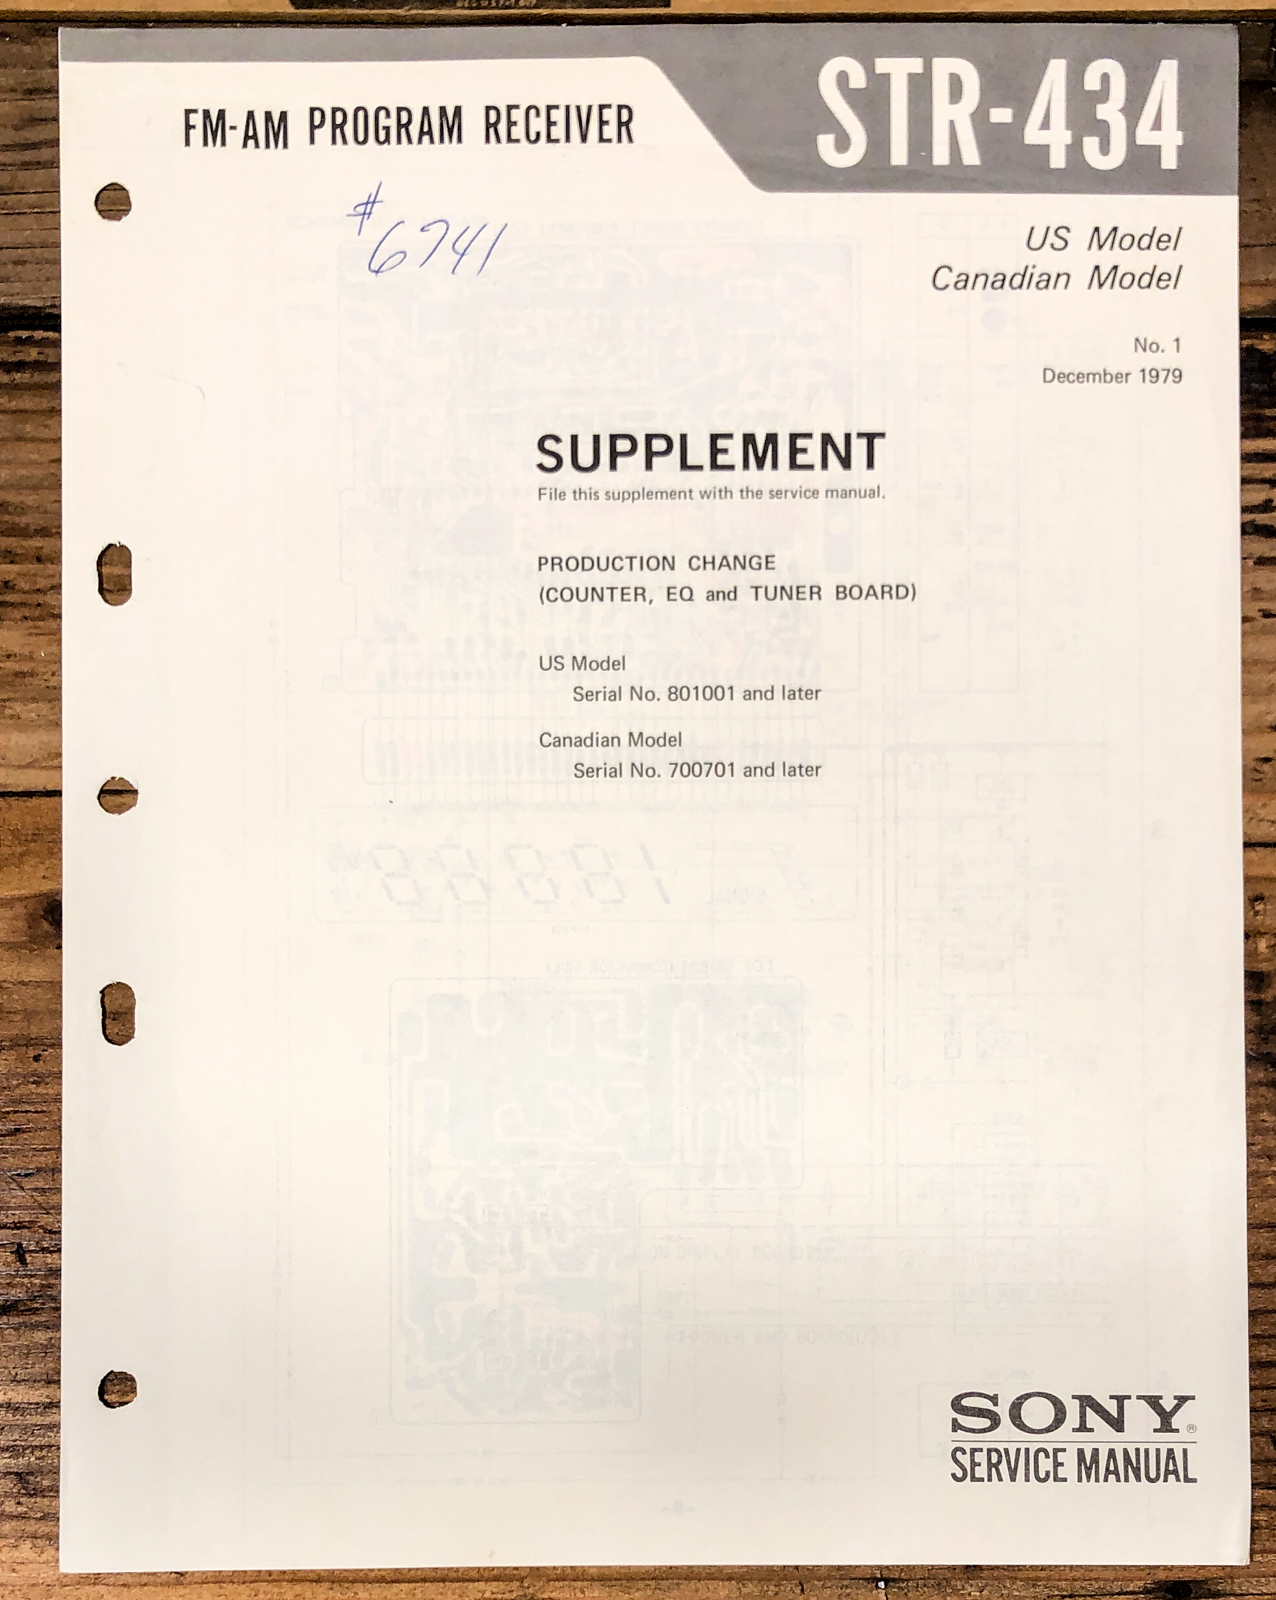 FM-AM PROGRAM RECEIVER
STR-434
#
6741
US Model
Canadian Model
No. 1
December 1979
SUPPLEMENT
File this supplement with the service manual.
PRODUCTION CHANGE
(COUNTER, EQ and TUNER BOARD)
US Model
Serial No. 801001 and later
Canadian Model
Serial No. 700701 and later
SONY®
SERVICE MANUAL